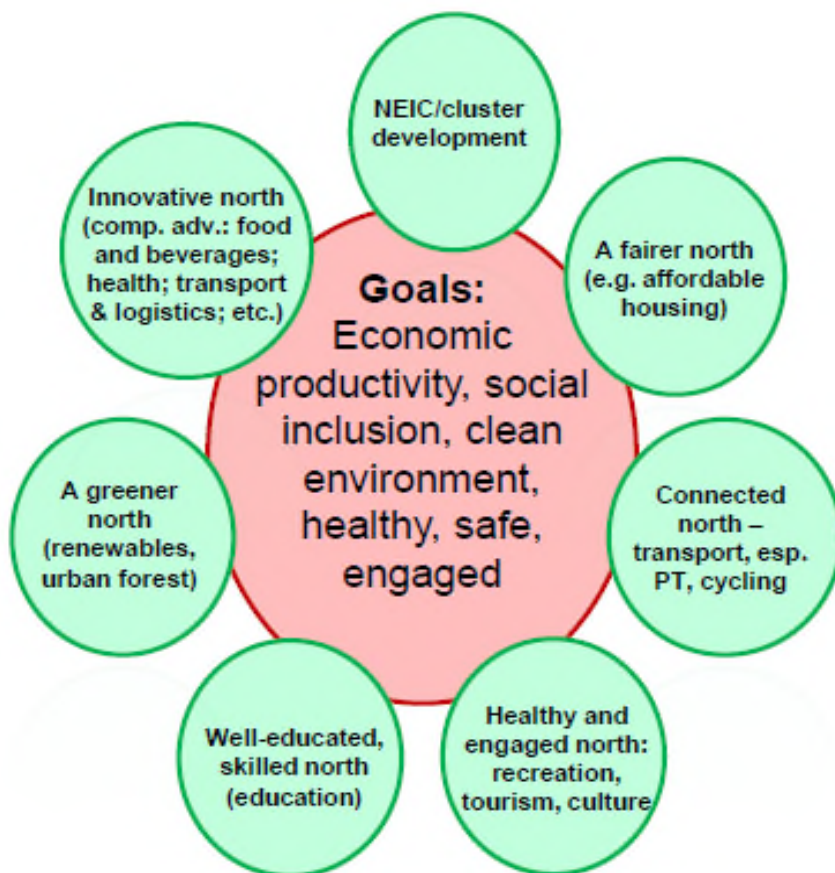 NEIC/cluster
development
Innovative north
(comp. adv.: food
and beverages;
health; transport
& logistics; etc.)
A fairer north
(e.g. affordable
housing)
Goals:
Economic
productivity, social
inclusion, clean
environment,
healthy, safe,
engaged
A greener
north
(renewables,
urban forest)
Connected
north –
transport, esp.
PT, cycling
Well-educated,
skilled north
(education)
Healthy and
engaged north:
recreation,
tourism, culture